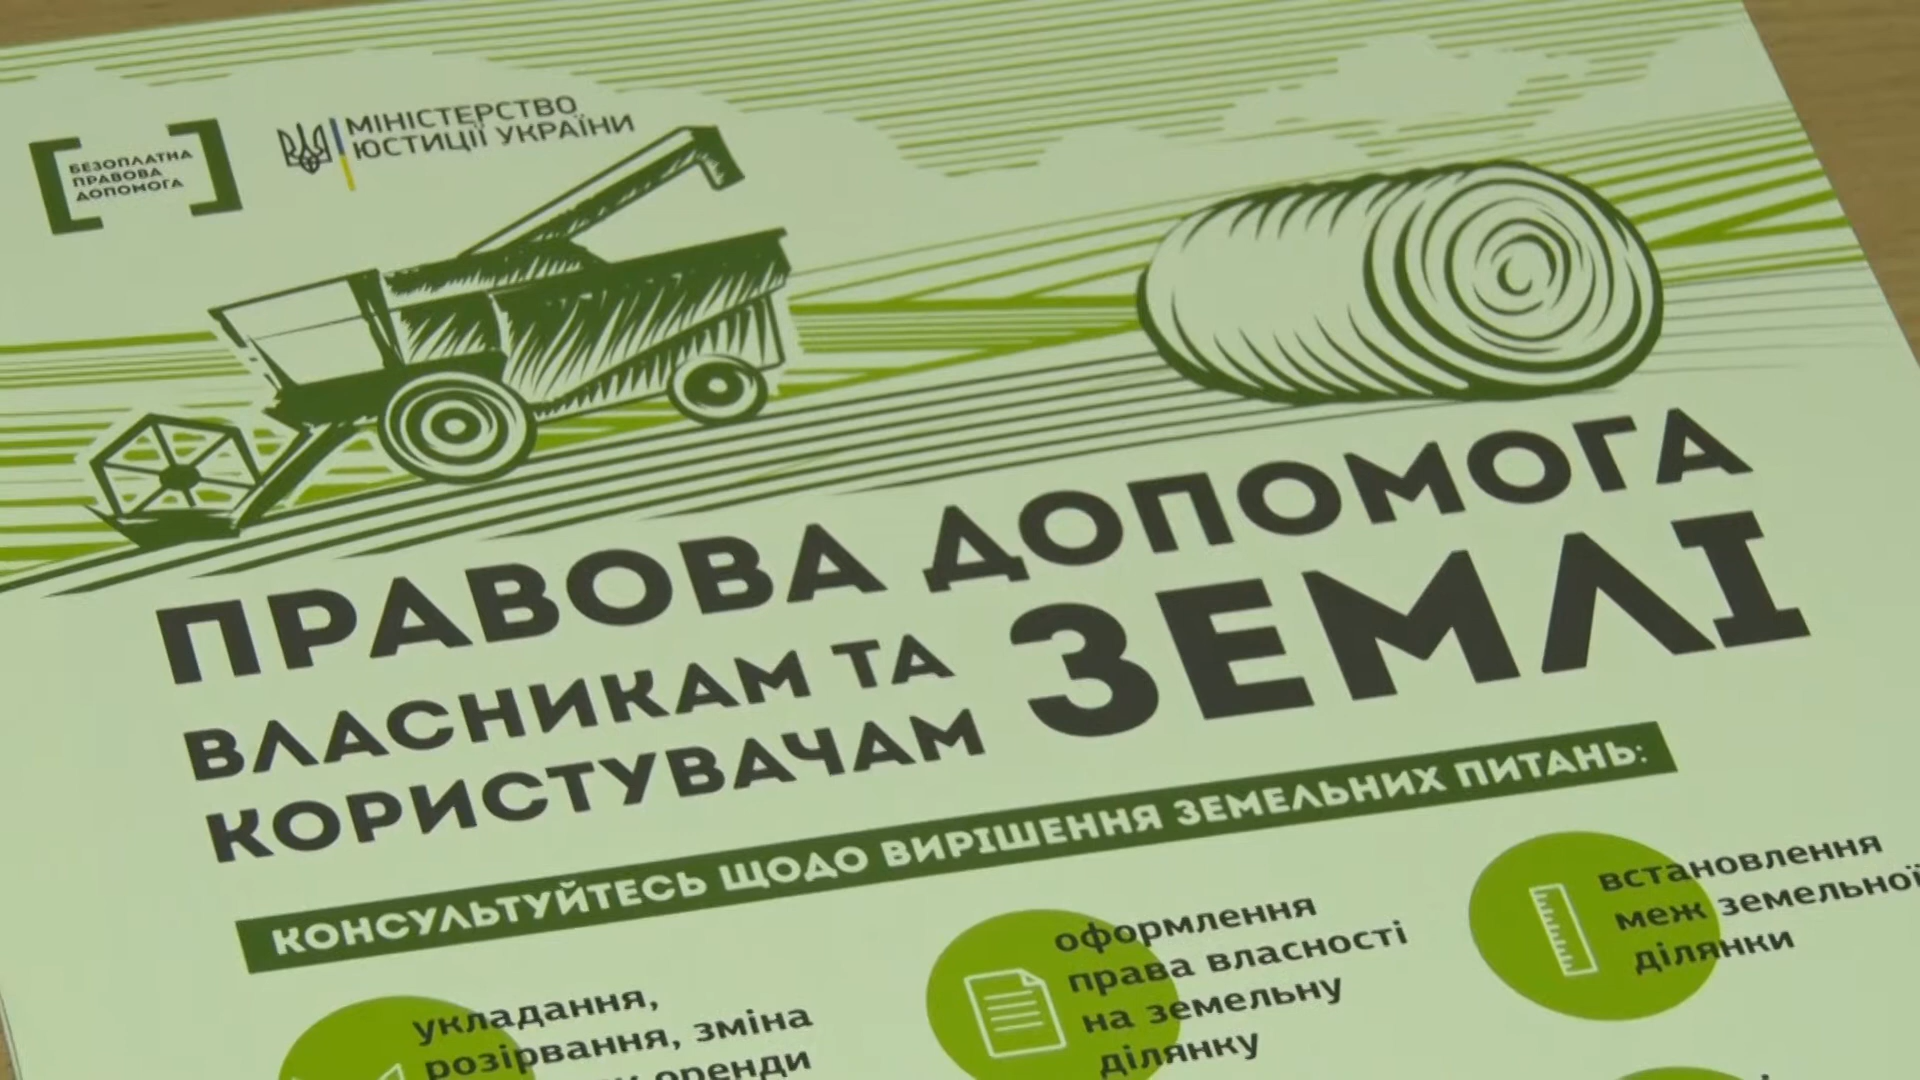 БЕЗОПЛАТНА
ПРАВОВА
ДОПОМОГА
МІНІСТЕРСТВО
ЮСТИЦІЇ УКРАЇНИ
ПРАВОВА ДОПОМОГА
ВЛАСНИКАМ ТА
КОРИСТУВАЧАМ
ЗЕМЛІ
КОНСУЛЬТУЙТЕСЬ ЩОДО ВИРІШЕННЯ ЗЕМЕЛЬНИХ ПИТАНЬ:
укладання,
розірвання, зміна
оренди
оформлення
права власності
на земельну
ділянку
встановлення
меж земельної
ділянки